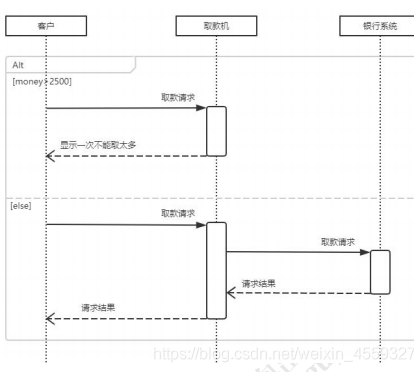 客户 取款机 银行系统
Alt
[money>2500]
取款请求
显示一次不能取太多
[else]
取款请求
取款请求
请求结果
请求结果
https://blog.csdn.net/weixin_4559327